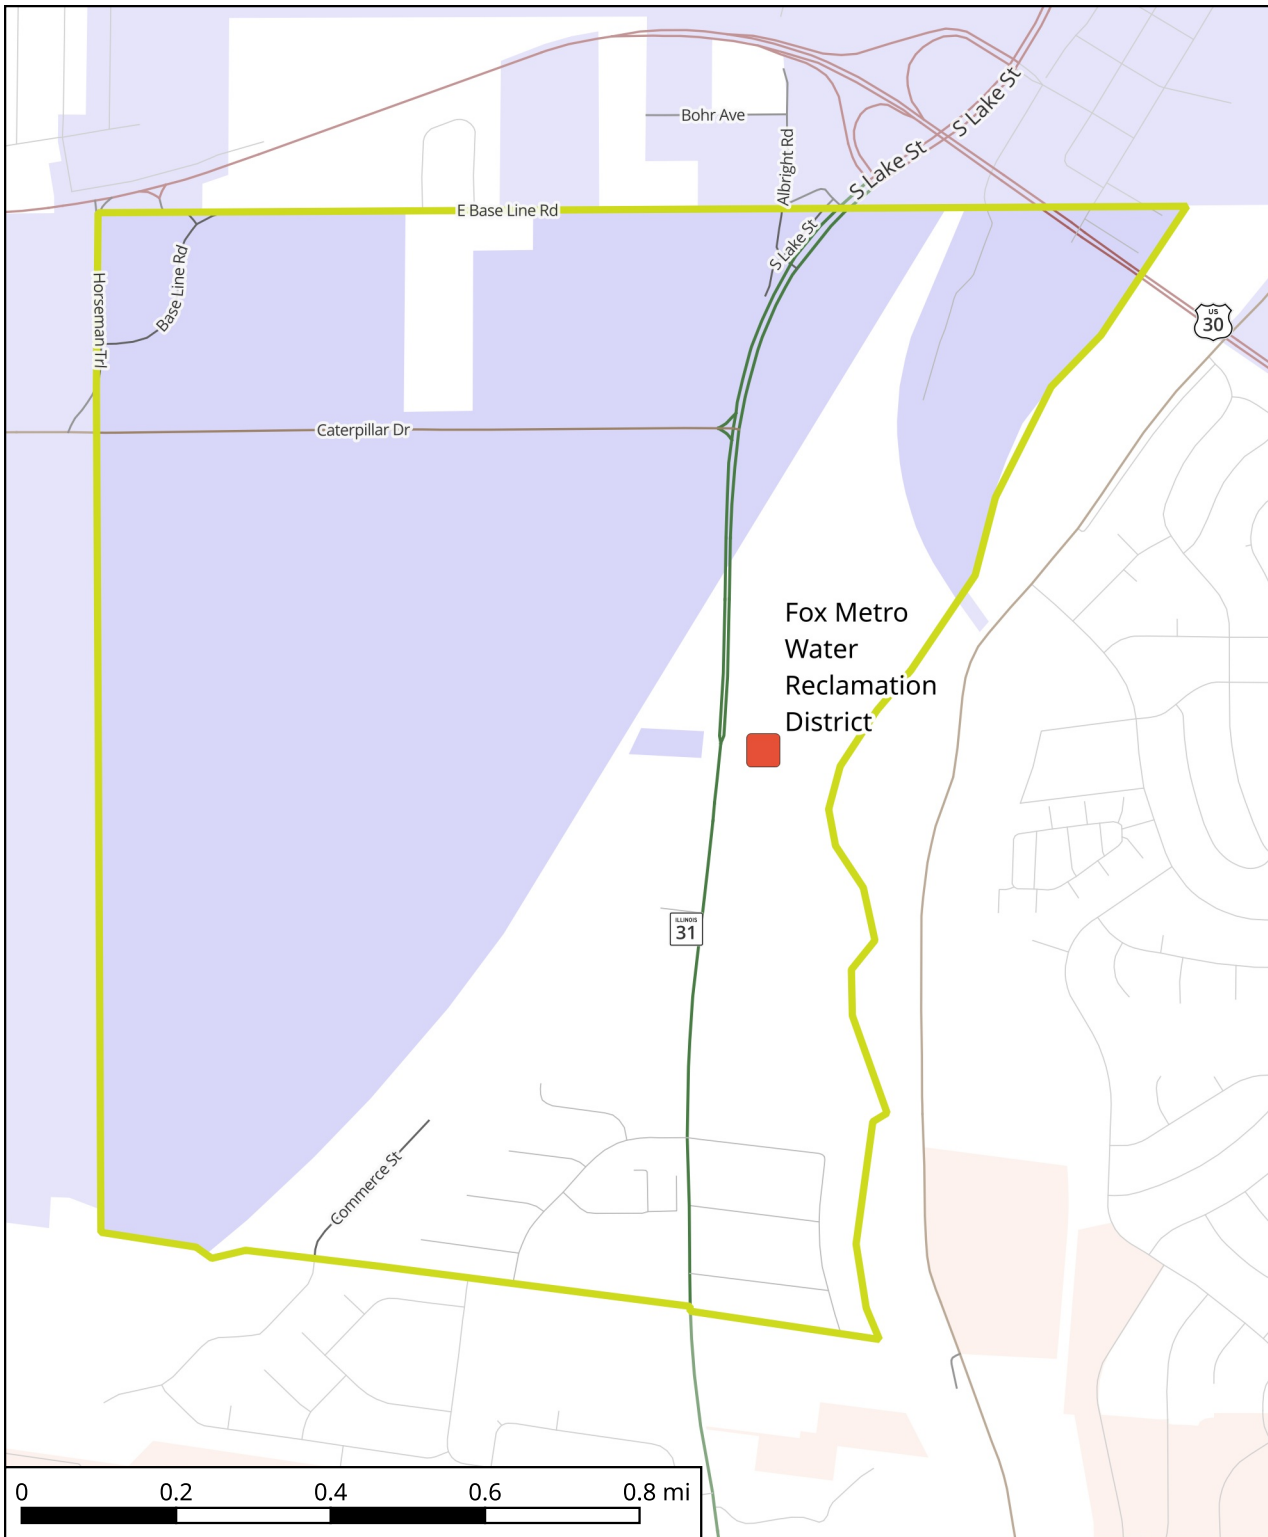 S Lake St
Bohr Ave
S Lake St
Albright Rd
E Base Line Rd
S Lake St
Base Line Rd
Horseman Trl
US
30
Caterpillar Dr
Fox Metro
Water
Reclamation
District
ILLINOIS
31
Commerce St
0 0.2 0.4 0.6 0.8 mi